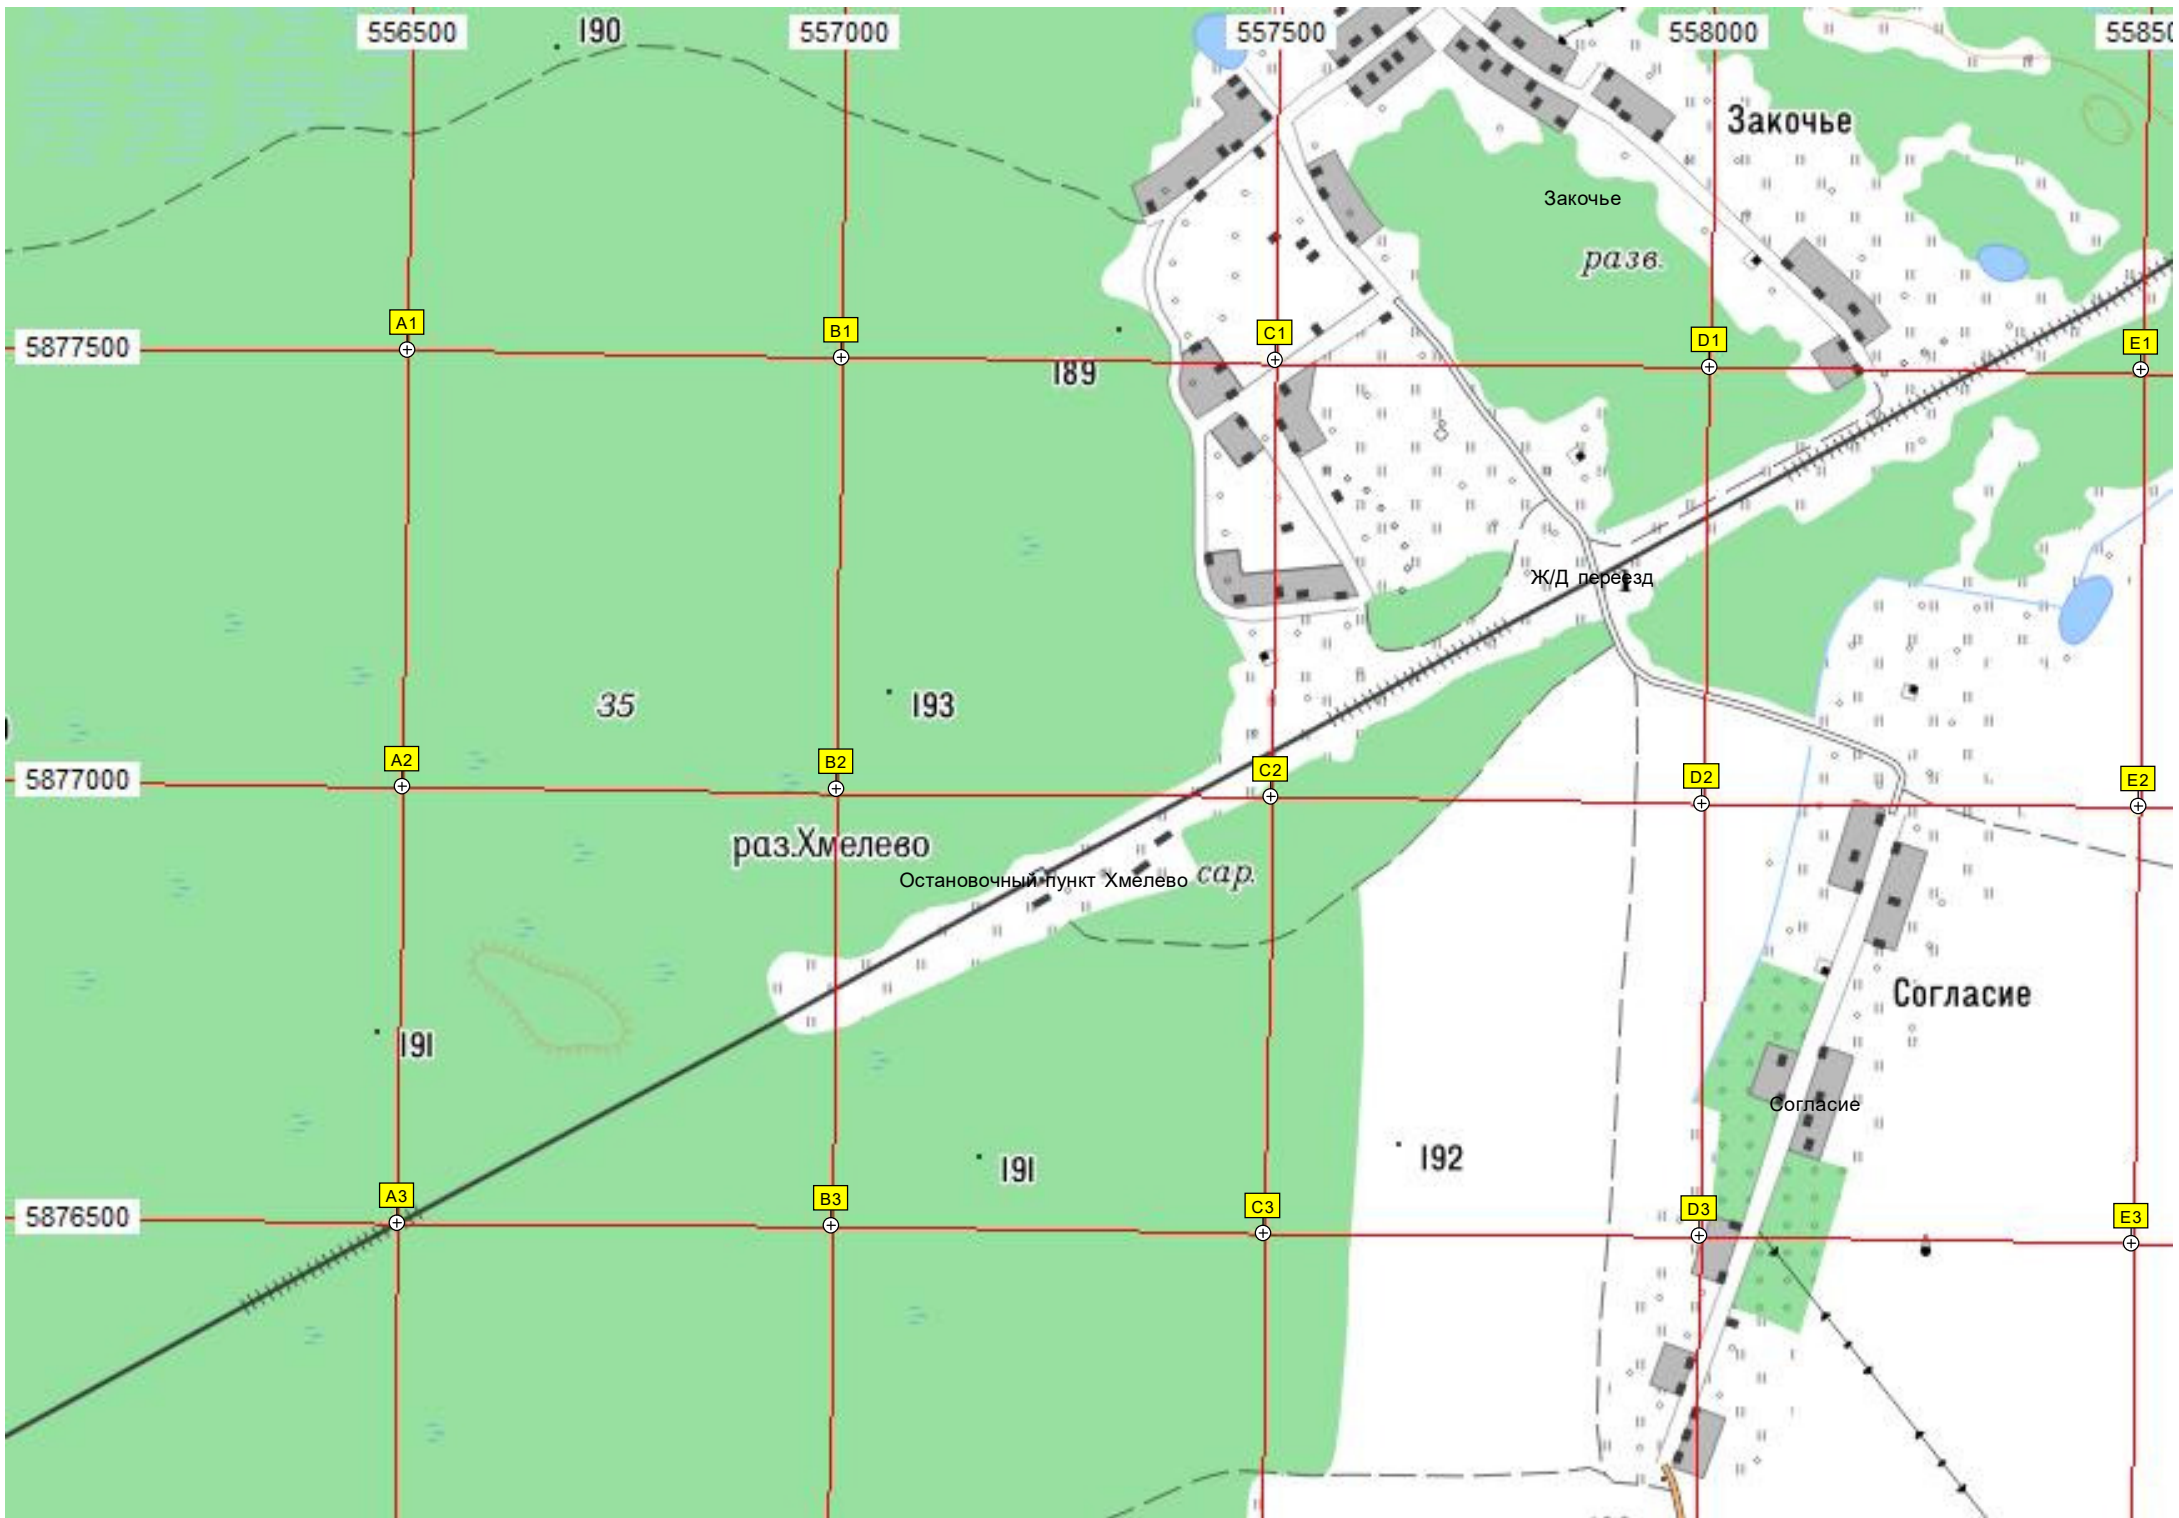 556500
190
557000
557500
558000
Закочье
Закочье
разв.
A1
B1
C1
D1
E1
5877500
189
Ж/Д переезд
35
193
A2
B2
C2
D2
E2
5877000
раз.Хмелево
Остановочный пункт Хмелево
сар.
Согласие
191
Согласие
191
192
A3
B3
C3
D3
E3
5876500